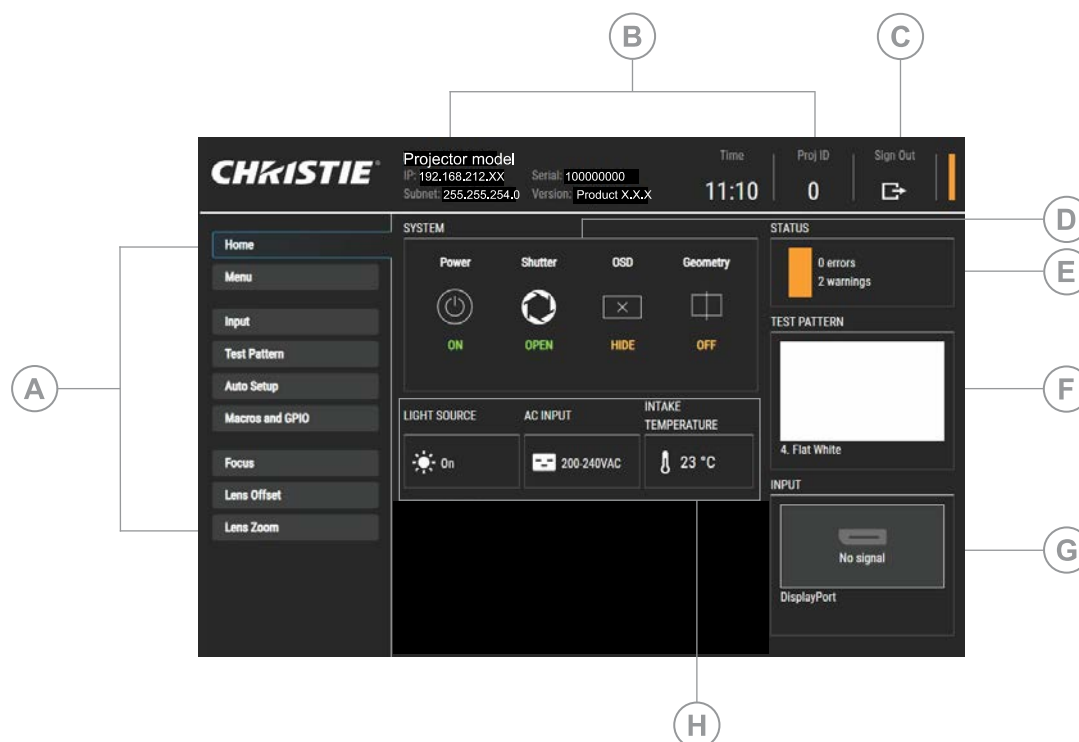 B
C
CHRISTIE®
Projector model
IP: 192.168.212.XX Serial: 100000000
Subnet: 255.255.254.0 Version: Product X.X.X
Time
11:10
Proj ID
0
Sign Out
A
Home
Menu
Input
Test Pattern
Auto Setup
Macros and GPIO
Focus
Lens Offset
Lens Zoom
SYSTEM
Power Shutter OSD Geometry
ON OPEN HIDE OFF
LIGHT SOURCE
On
AC INPUT
200-240VAC
INTAKE
TEMPERATURE
23 °C
STATUS
0 errors
2 warnings
TEST PATTERN
4. Flat White
INPUT
No signal
DisplayPort
D
E
F
G
H